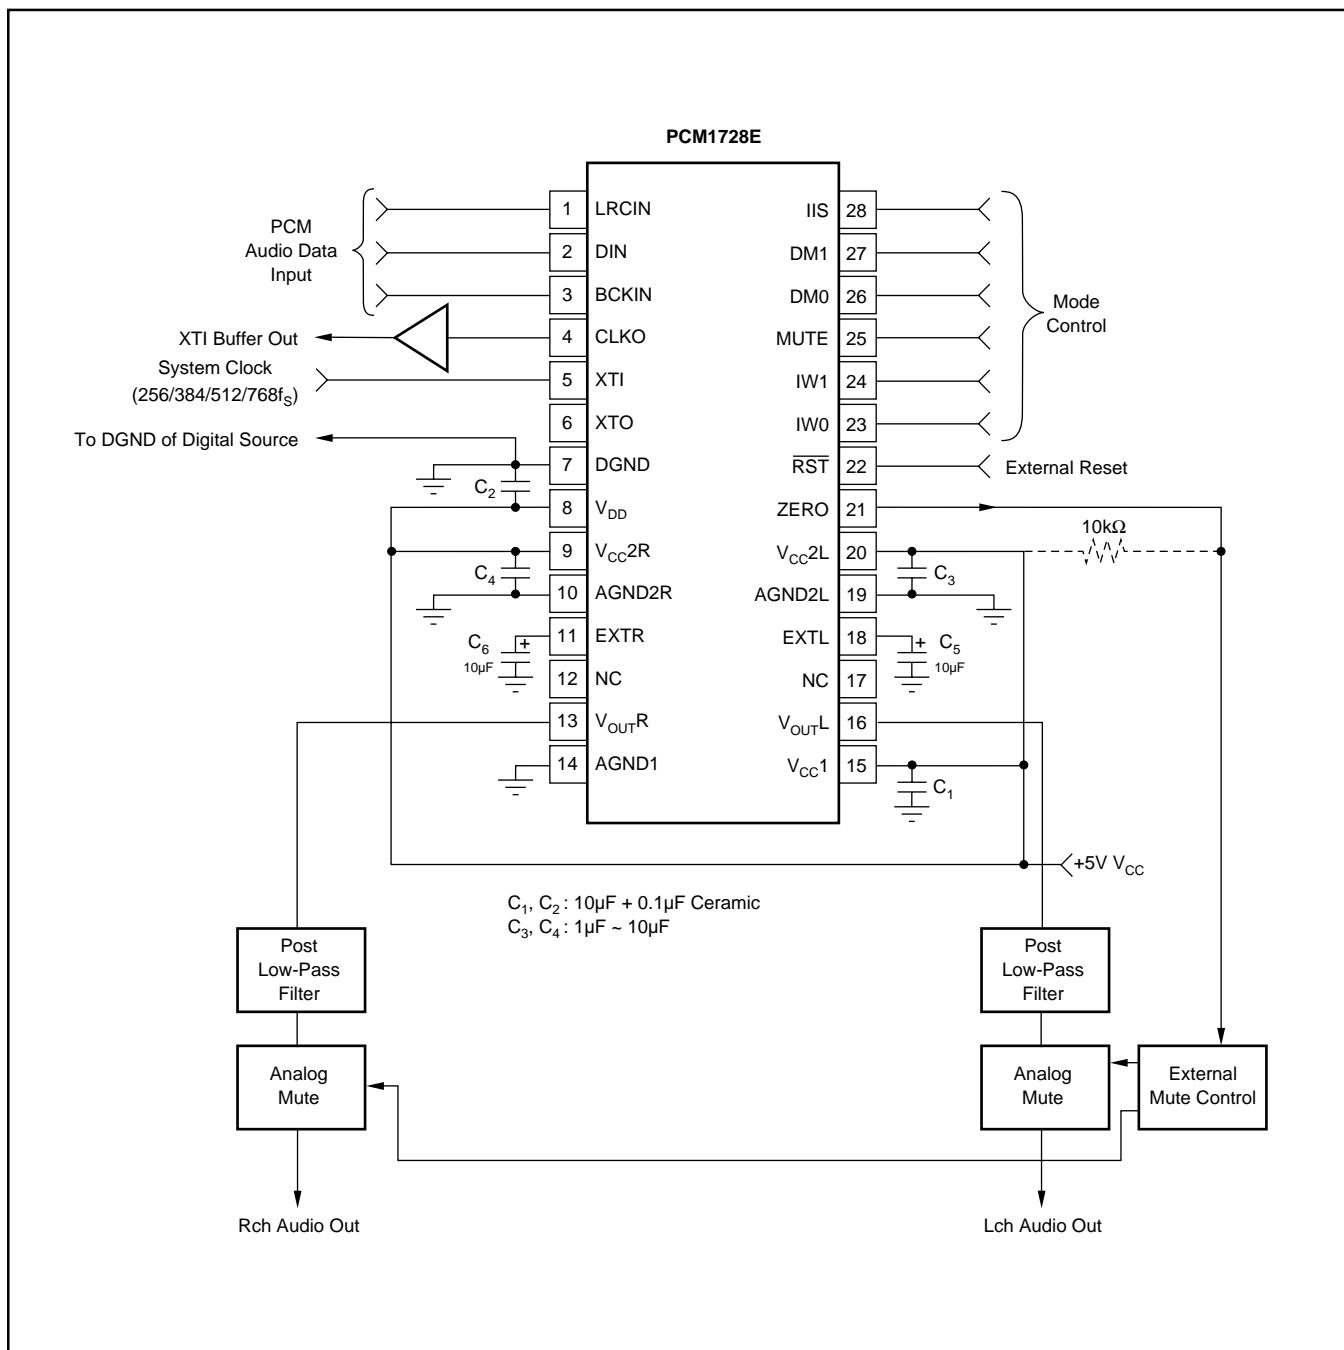 PCM1728E
PCM
Audio Data
Input
XTI Buffer Out
System Clock
(256/384/512/768fS)
To DGND of Digital Source
1 LRCIN
2 DIN
3 BCKIN
4 CLKO
5 XTI
6 XTO
7 DGND
8 VDD
9 VCC2R
10 AGND2R
11 EXTR
12 NC
13 VOUTR
14 AGND1
IIS 28
DM1 27
DM0 26
MUTE 25
IW1 24
IW0 23
RST 22
ZERO 21
VCC2L 20
AGND2L 19
EXTL 18
NC 17
VOUTL 16
VCC1 15
Mode
Control
External Reset
10kΩ
C2
C4
C6 +
10µF
C3
+ C5
10µF
C1
+5V VCC
C1, C2 : 10µF + 0.1µF Ceramic
C3, C4 : 1µF ~ 10µF
Post
Low-Pass
Filter
Analog
Mute
Rch Audio Out
Post
Low-Pass
Filter
Analog
Mute
Lch Audio Out
External
Mute Control